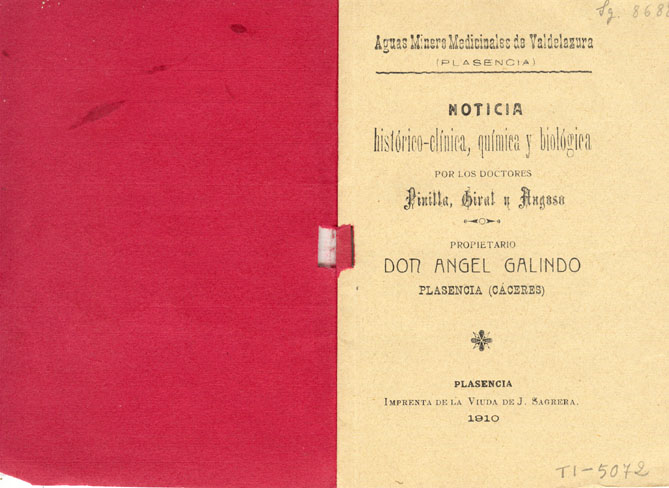 Sg. 8688
Aguas Minero Medicinales de Valdelazura
(PLASENCIA)
NOTICIA
histórico-clínica, química y biológica
POR LOS DOCTORES
Pinilla, Giral y Angoso
PROPIETARIO
DON ANGEL GALINDO
PLASENCIA (CÁCERES)
PLASENCIA
IMPRENTA DE LA VIUDA DE J. SAGRERA.
1910
TI-5072